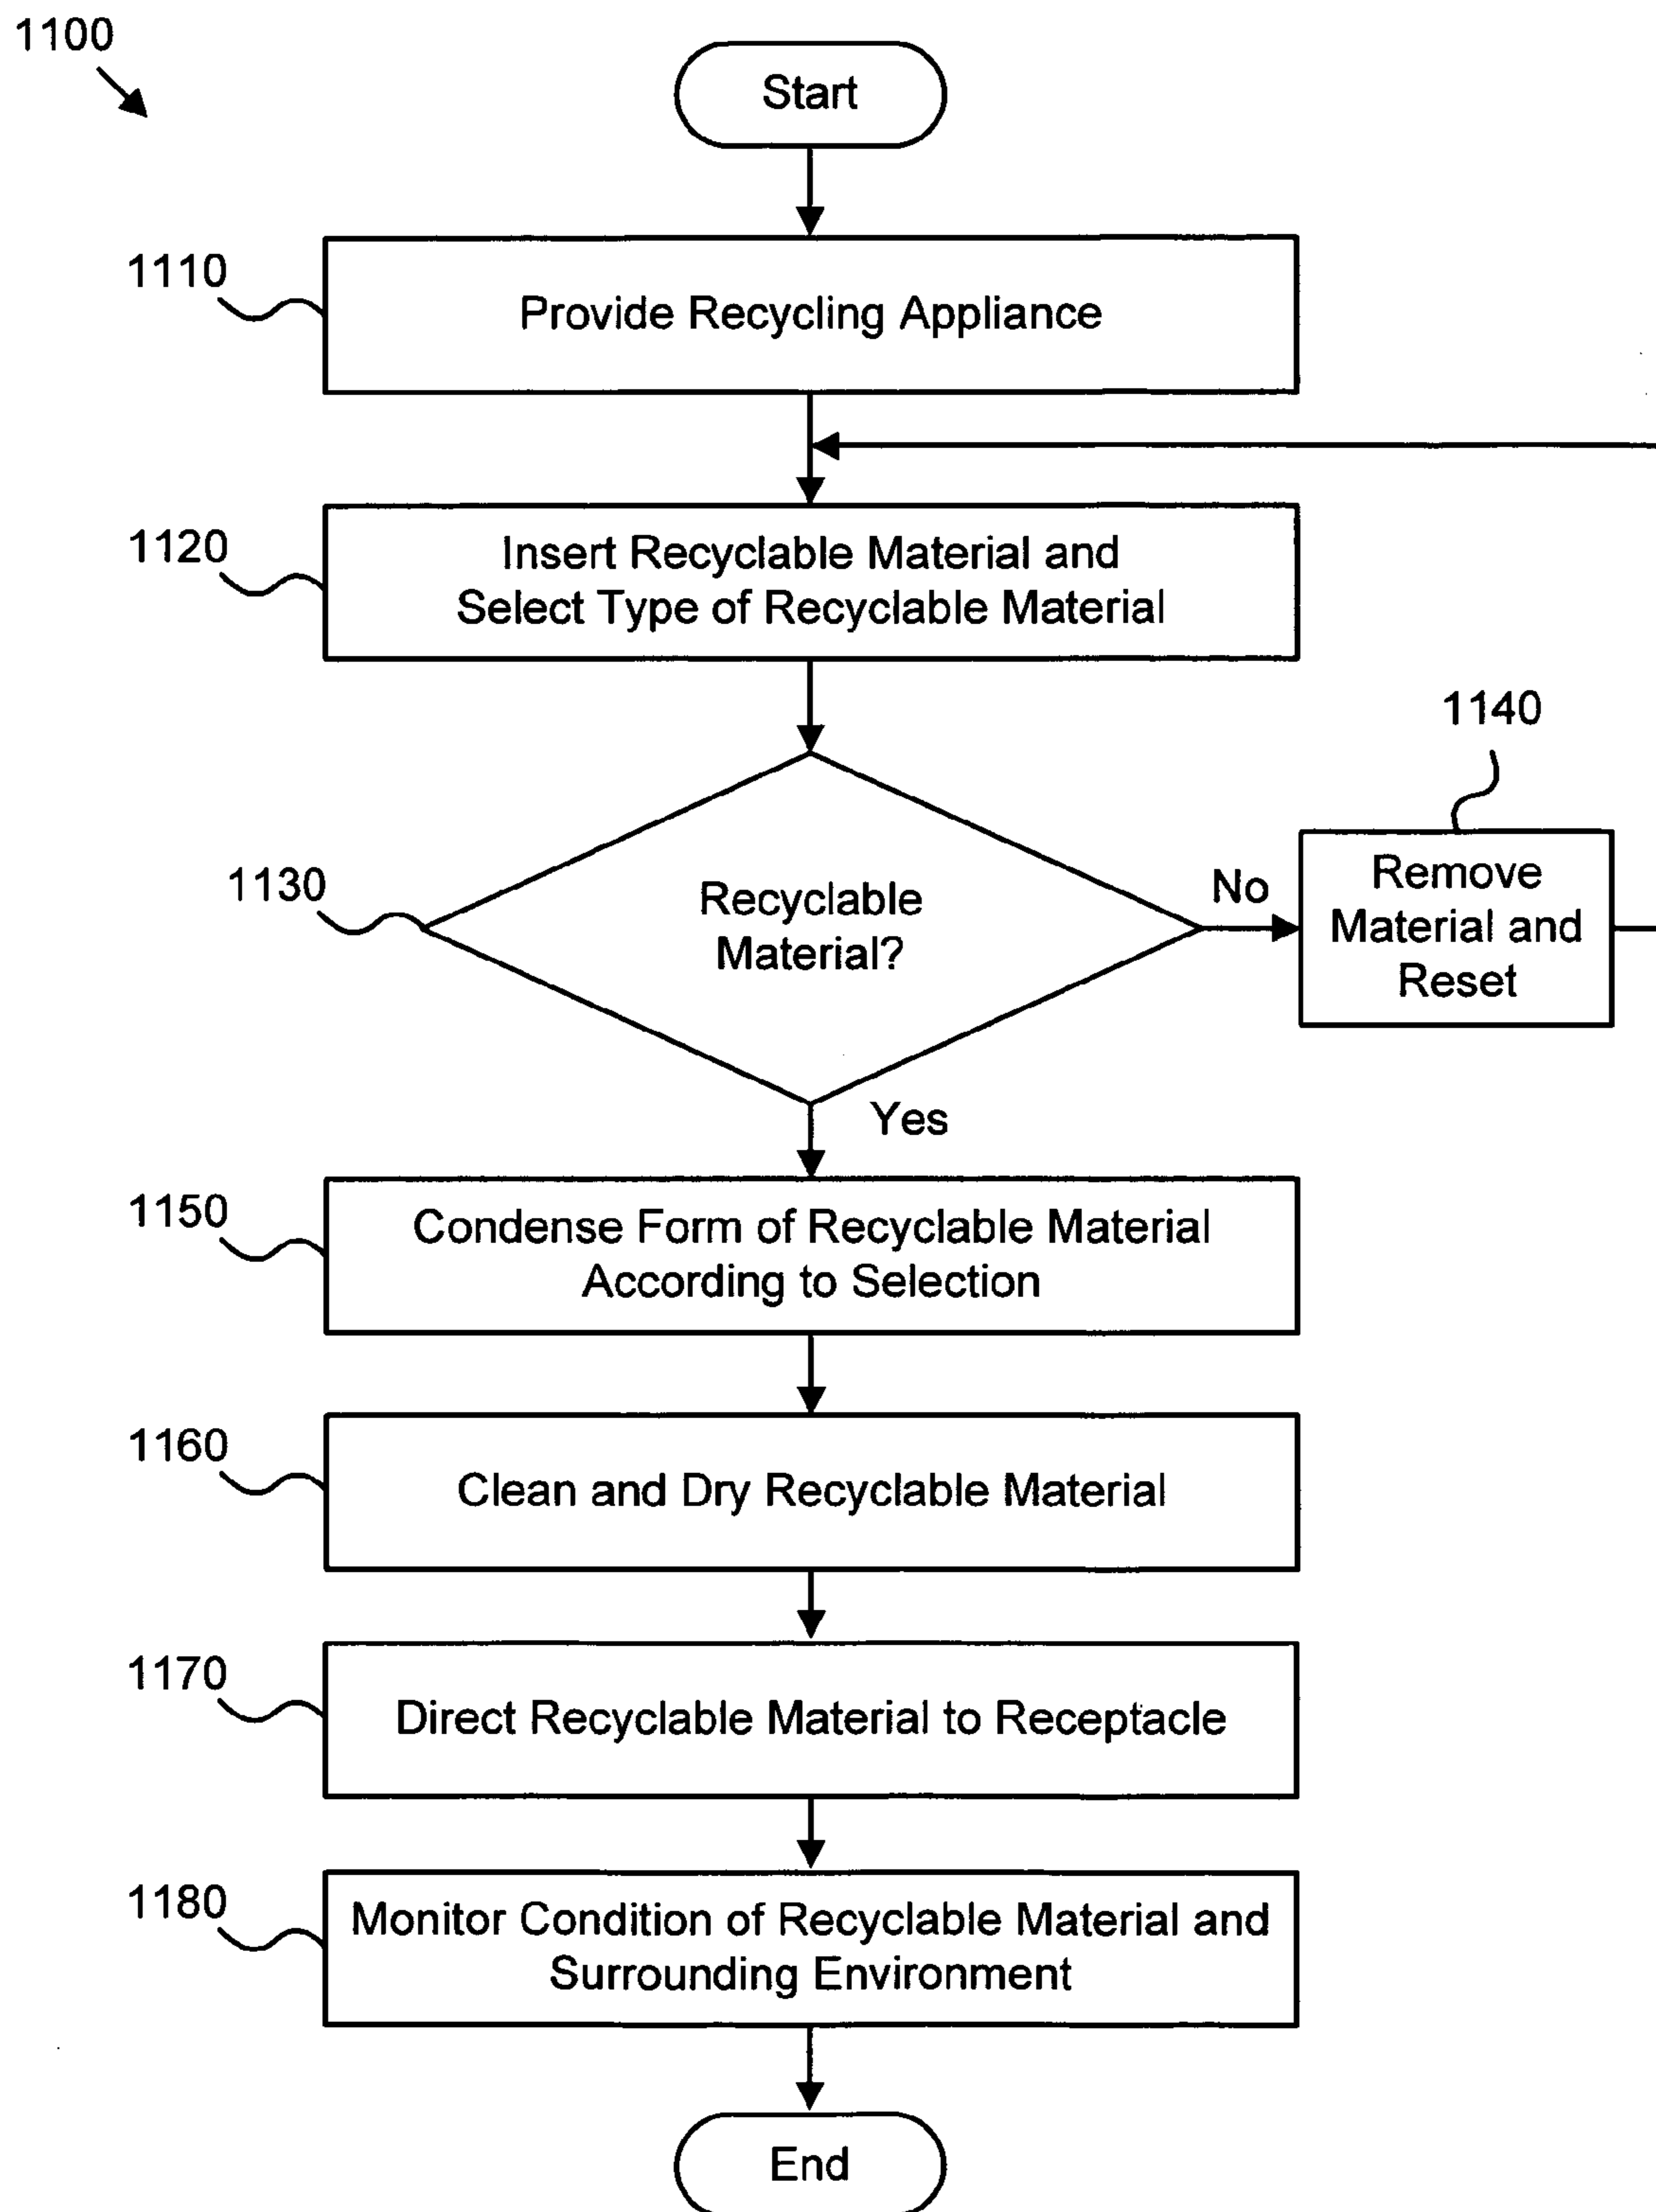 1100
Start
1110
Provide Recycling Appliance
1120
Insert Recyclable Material and
Select Type of Recyclable Material
1130
Recyclable
Material?
No
1140
Remove
Material and
Reset
Yes
1150
Condense Form of Recyclable Material
According to Selection
1160
Clean and Dry Recyclable Material
1170
Direct Recyclable Material to Receptacle
1180
Monitor Condition of Recyclable Material and
Surrounding Environment
End